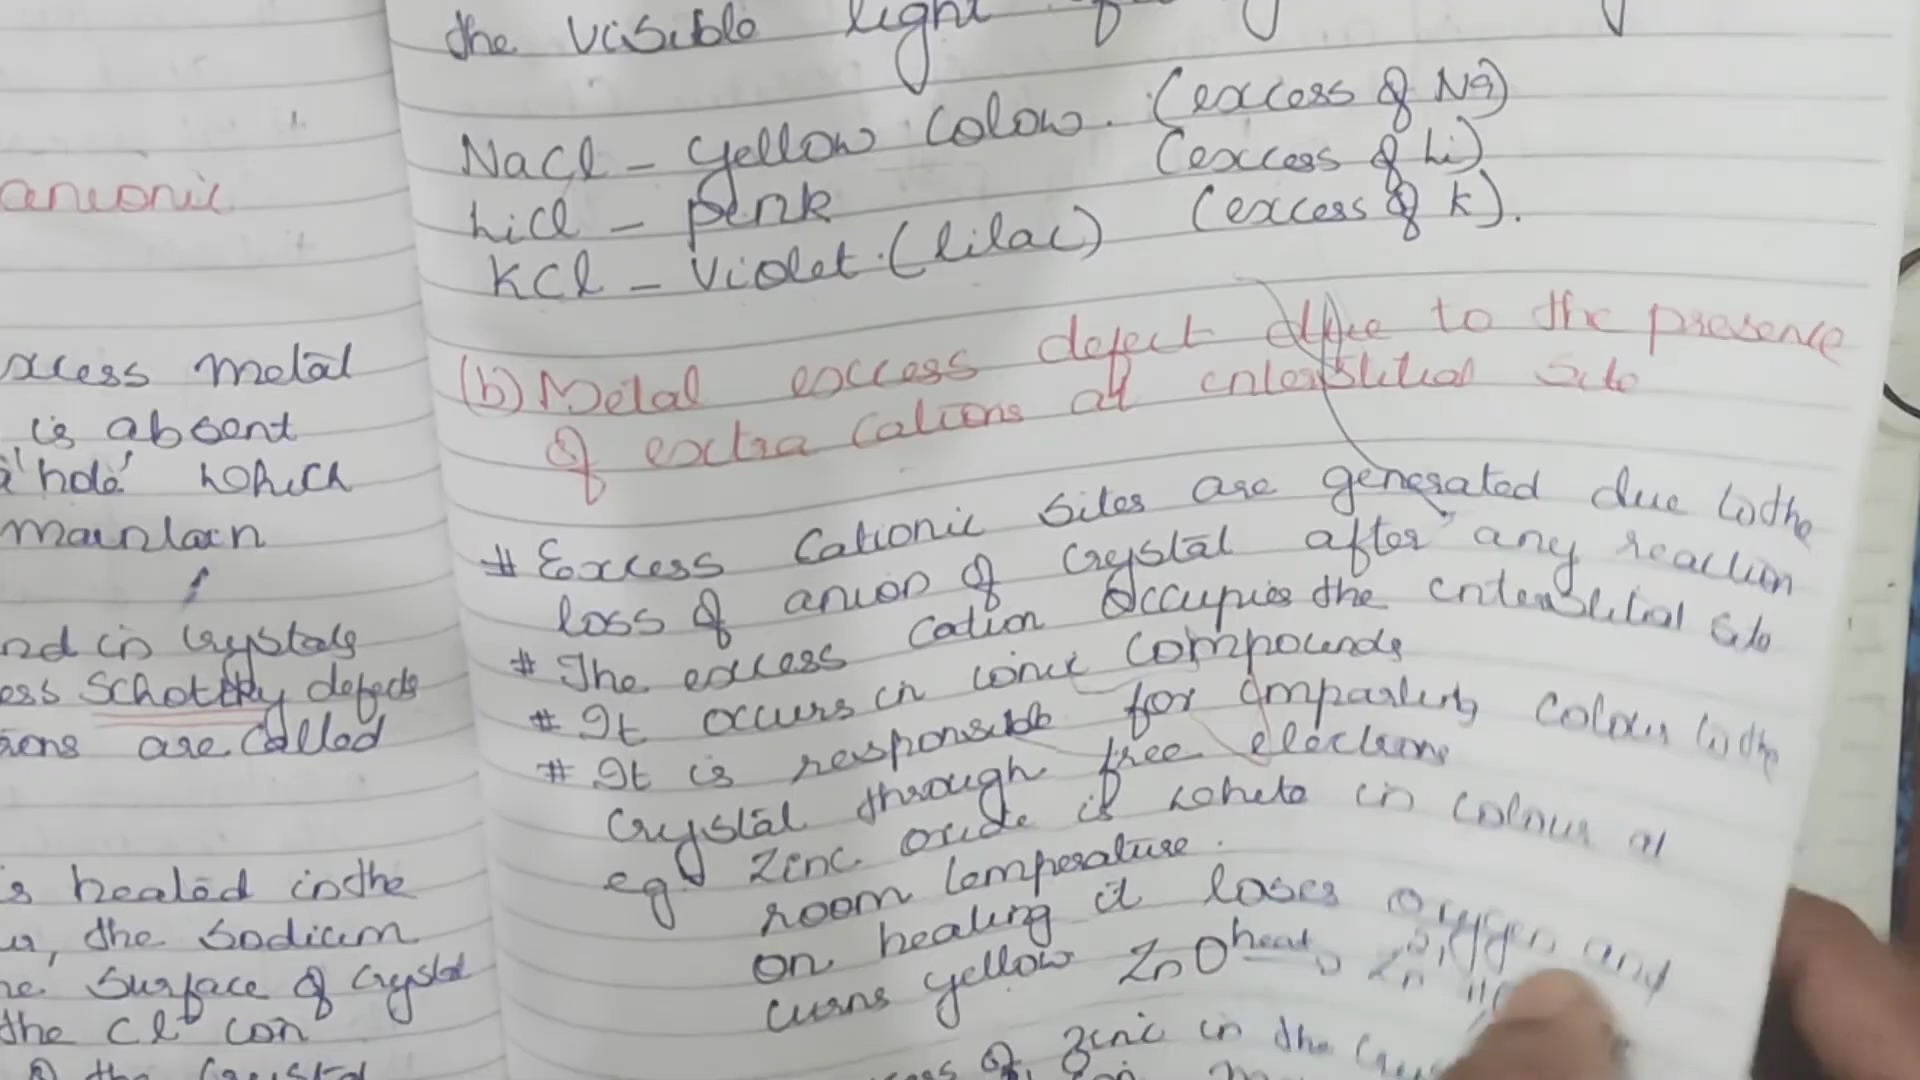 anionic
xcess metal
is absent
a 'hole' which
maintain
nd in crystals
ess Schottky defects
ions are called
s heated in the
the Sodium
Surface of Crystal
the Cl ion
the visible light
NaCl - yellow colour. (excess of Na)
LiCl - pink (excess of Li)
KCl - Violet (lilac) (excess of K).
(b) Metal excess defect due to the presence
of extra cations at interstitial site
# Excess cationic sites are generated due to the
loss of anion of crystal after any reaction
# The excess cation occupies the interstitial site
# It occurs in ionic compounds
# It is responsible for imparting colour to the
crystal through free electrons
eg Zinc oxide is white in colour at
room temperature.
on heating it loses oxygen and
turns yellow ZnO heat → Zn
of zinc in the